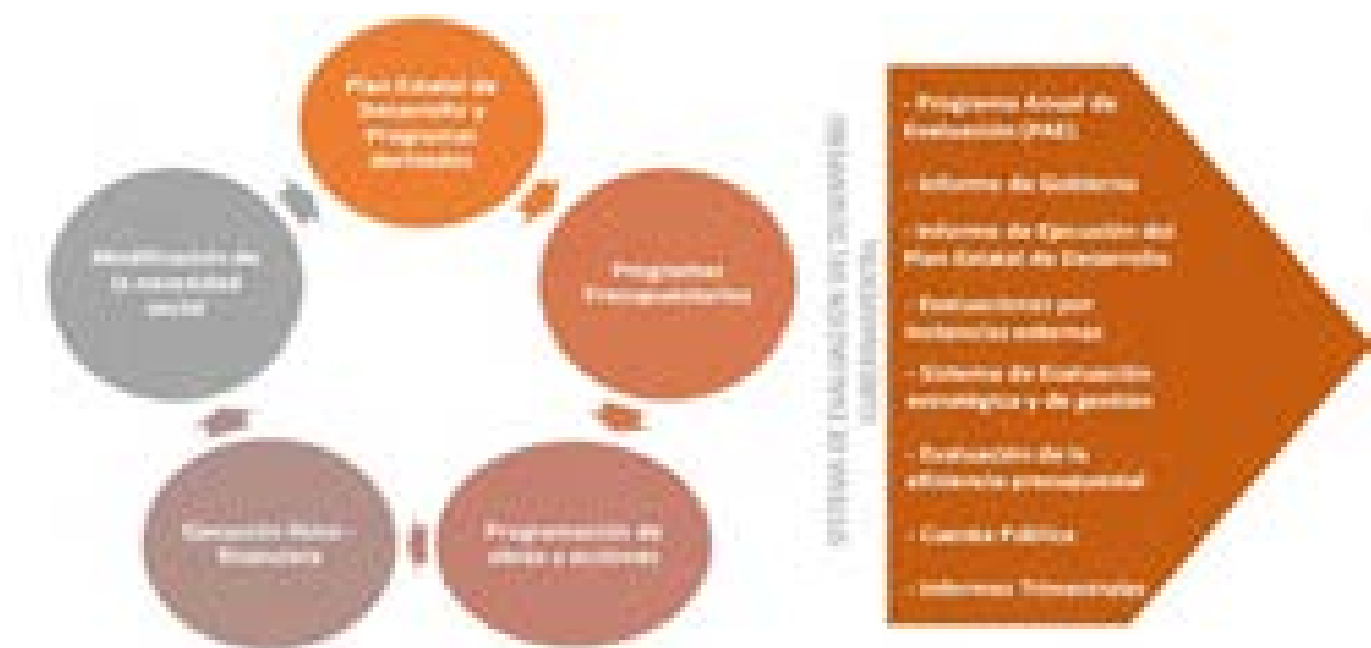 Plan Estatal de
Desarrollo y
Programas
derivados
Programas
Presupuestarios
Programación de
obras o acciones
Ejecución físico-
financiera
Modificación de
la necesidad
social
- Programa Anual de
Evaluación (PAE)
- Informe de Gobierno
- Informe de Ejecución del
Plan Estatal de Desarrollo
- Evaluaciones por
instancias externas
- Sistema de Evaluación
estratégica y de gestión
- Evaluación de la
eficiencia presupuestal
- Cuenta Pública
- Informes Trimestrales